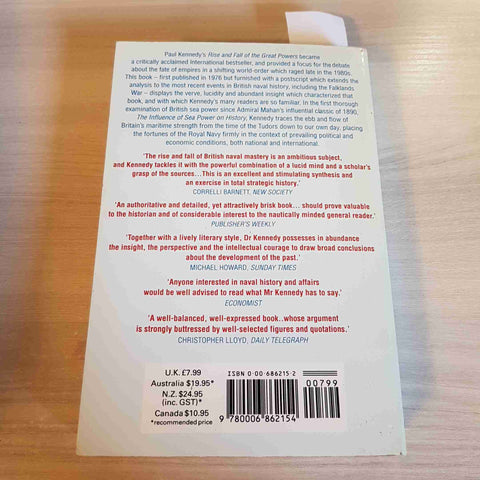 Paul Kennedy's Rise and Fall of the Great Powers became
a critically acclaimed International bestseller, and provided a focus for the debate
about the fate of empires in a shifting world-order which raged late in the 1980s.
This book – first published in 1976 but furnished with a postscript which extends the
analysis to the most recent events in British naval history, including the Falklands
War – displays the verve, lucidity and abundant insight which characterized that
book, and with which Kennedy's many readers are so familiar. In the first thorough
examination of British sea power since Admiral Mahan's influential classic of 1890,
The Influence of Sea Power on History, Kennedy traces the ebb and flow of
Britain's maritime strength from the time of the Tudors down to our own day, placing
the fortunes of the Royal Navy firmly in the context of prevailing political and
economic conditions, both national and international.
'The rise and fall of British naval mastery is an ambitious subject,
and Kennedy tackles it with the powerful combination of a lucid mind and a scholar's
grasp of the sources...This is an excellent and stimulating synthesis and
an exercise in total strategic history.'
CORRELLI BARNETT, NEW SOCIETY
'An authoritative and detailed, yet attractively brisk book... should prove valuable
to the historian and of considerable interest to the nautically minded general reader.'
PUBLISHER'S WEEKLY
'Together with a lively literary style, Dr Kennedy possesses in abundance
the insight, the perspective and the intellectual courage to draw broad conclusions
about the development of the past.'
MICHAEL HOWARD, SUNDAY TIMES
'Anyone interested in naval history and affairs
would be well advised to read what Mr Kennedy has to say.'
ECONOMIST
'A well-balanced, well-expressed book..whose argument
is strongly buttressed by well-selected figures and quotations.'
CHRISTOPHER LLOYD, DAILY TELEGRAPH
U.K. £7.99
Australia $19.95*
N.Z. $24.95
(inc. GST)*
Canada $10.95
*recommended price
ISBN 0-00-686215-2
00799
9 780006 862154